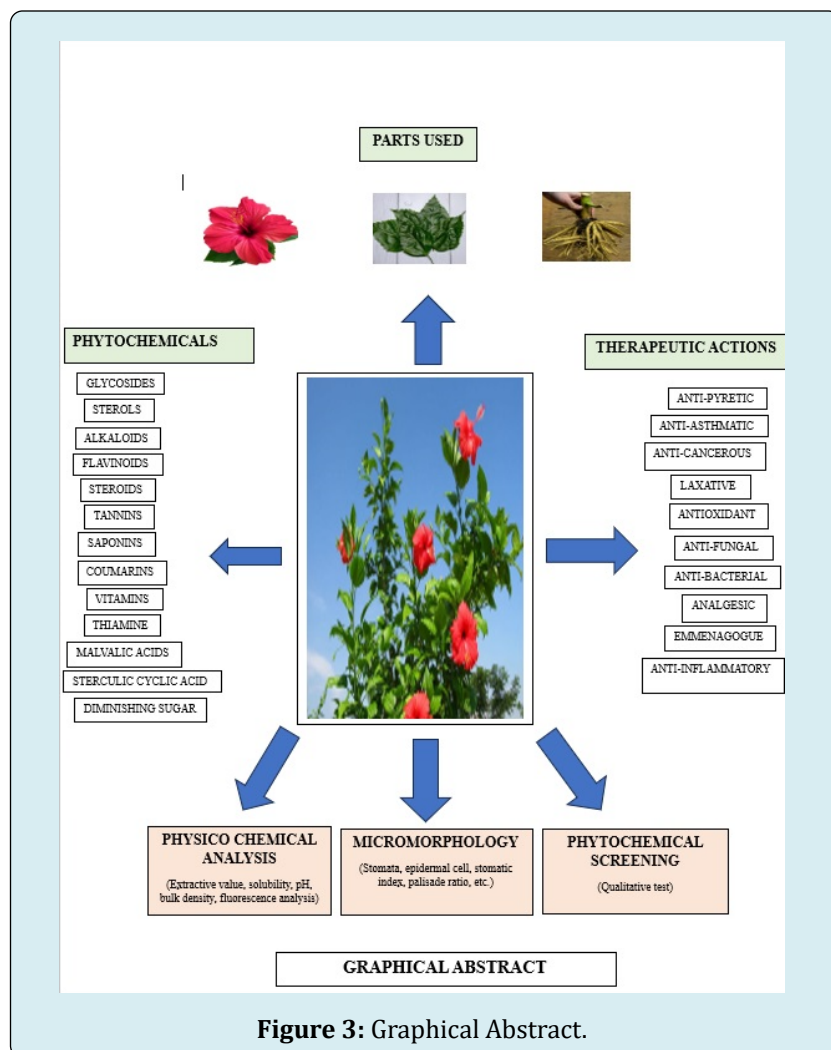 PARTS USED
PHYTOCHEMICALS
GLYCOSIDES
STEROLS
ALKALOIDS
FLAVINOIDS
STEROIDS
TANNINS
SAPONINS
COUMARINS
VITAMINS
THIAMINE
MALVALIC ACIDS
STERCULIC CYCLIC ACID
DIMINISHING SUGAR
THERAPEUTIC ACTIONS
ANTI-PYRETIC
ANTI-ASTHMATIC
ANTI-CANCEROUS
LAXATIVE
ANTIOXIDANT
ANTI-FUNGAL
ANTI-BACTERIAL
ANALGESIC
EMMENAGOGUE
ANTI-INFLAMMATORY
PHYSICO CHEMICAL
ANALYSIS
(Extractive value, solubility, pH,
bulk density, fluorescence analysis)
MICROMORPHOLOGY
(Stomata, epidermal cell, stomatic
index, palisade ratio, etc.)
PHYTOCHEMICAL
SCREENING
(Qualitative test)
GRAPHICAL ABSTRACT
Figure 3: Graphical Abstract.